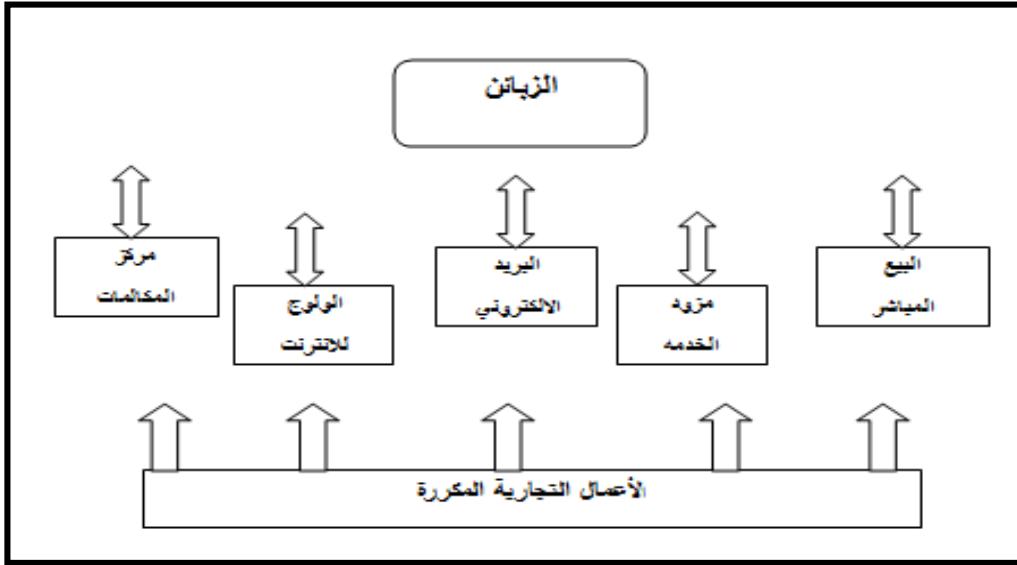 الزبائن
البيع
المباشر
مزود
الخدمه
البريد
الالكتروني
الولوج
للانترنت
مركز
المكالمات
الأعمال التجارية المكررة